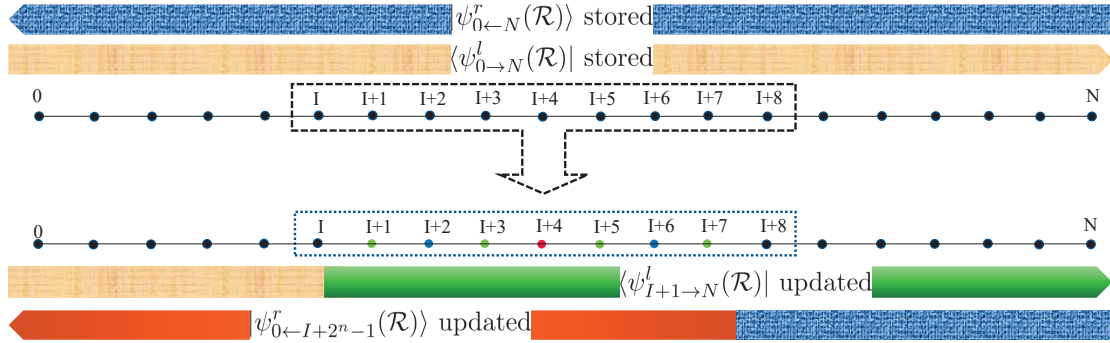 |ψ^r_{0←N}(ℛ)⟩ stored
⟨ψ^l_{0→N}(ℛ)| stored
0 I I+1 I+2 I+3 I+4 I+5 I+6 I+7 I+8 N
0 I I+1 I+2 I+3 I+4 I+5 I+6 I+7 I+8 N
⟨ψ^l_{I+1→N}(ℛ)| updated
|ψ^r_{0←I+2^n−1}(ℛ)⟩ updated